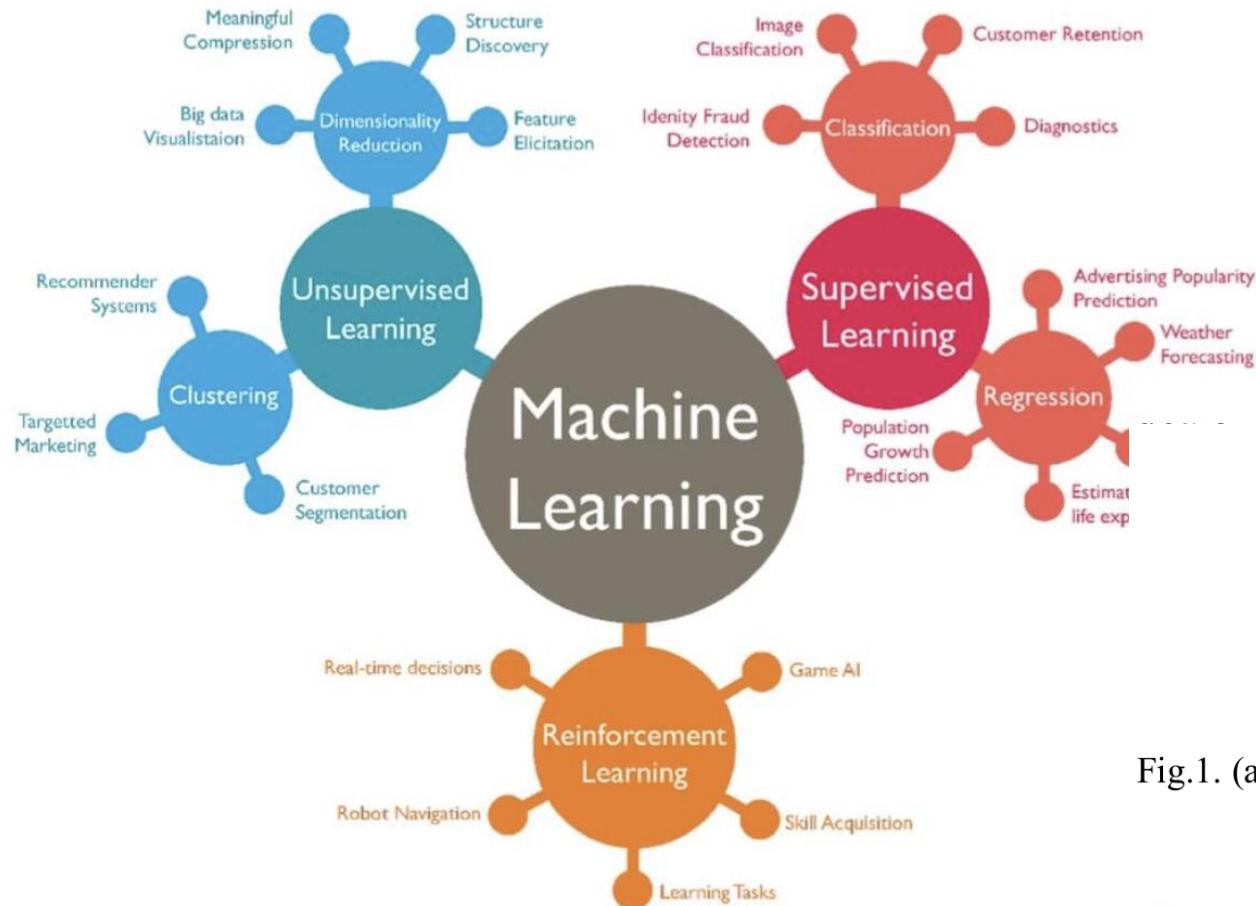 Meaningful
Compression
Structure
Discovery
Big data
Visualistaion
Dimensionality
Reduction
Feature
Elicitation
Image
Classification
Customer Retention
Idenity Fraud
Detection
Classification
Diagnostics
Recommender
Systems
Unsupervised
Learning
Clustering
Targetted
Marketing
Customer
Segmentation
Supervised
Learning
Advertising Popularity
Prediction
Weather
Forecasting
Regression
Population
Growth
Prediction
Estimat
life exp
Machine
Learning
Real-time decisions
Game AI
Reinforcement
Learning
Robot Navigation
Skill Acquisition
Learning Tasks
Fig.1. (a